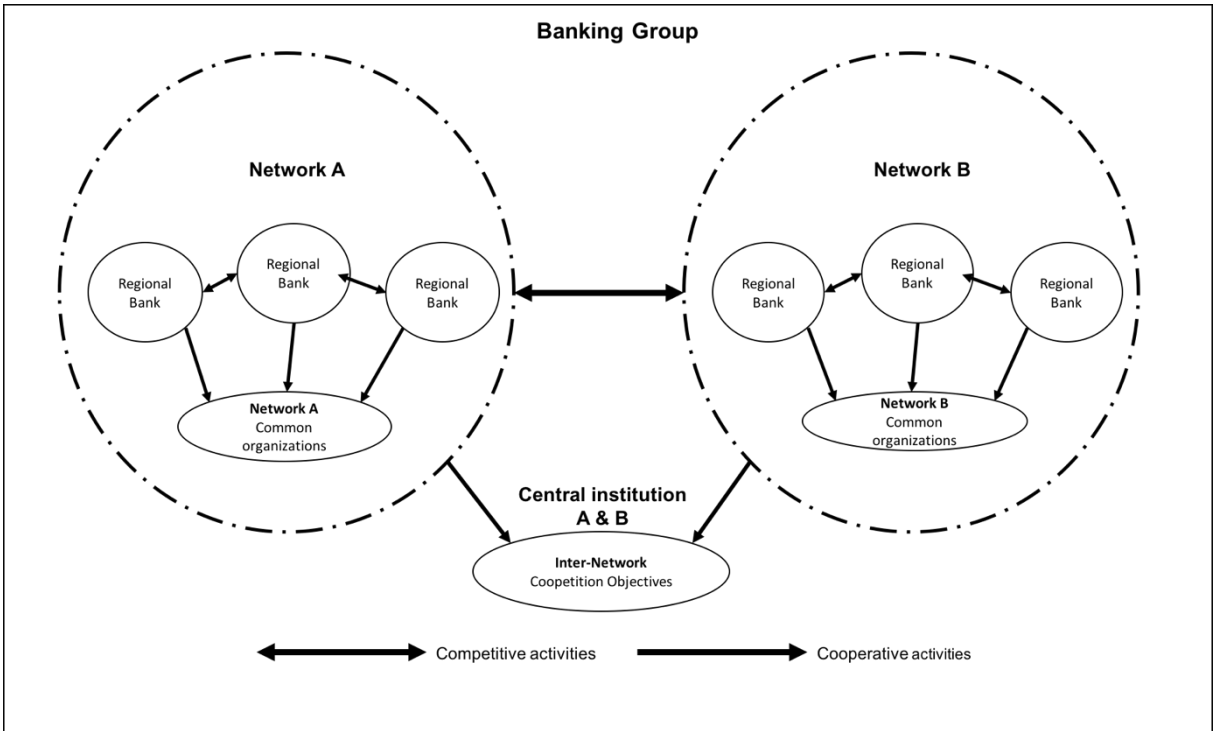 Banking Group
Network A
Regional
Bank
Regional
Bank
Regional
Bank
Network A
Common
organizations
Network B
Regional
Bank
Regional
Bank
Regional
Bank
Network B
Common
organizations
Central institution
A & B
Inter-Network
Coopetition Objectives
Competitive activities
Cooperative activities